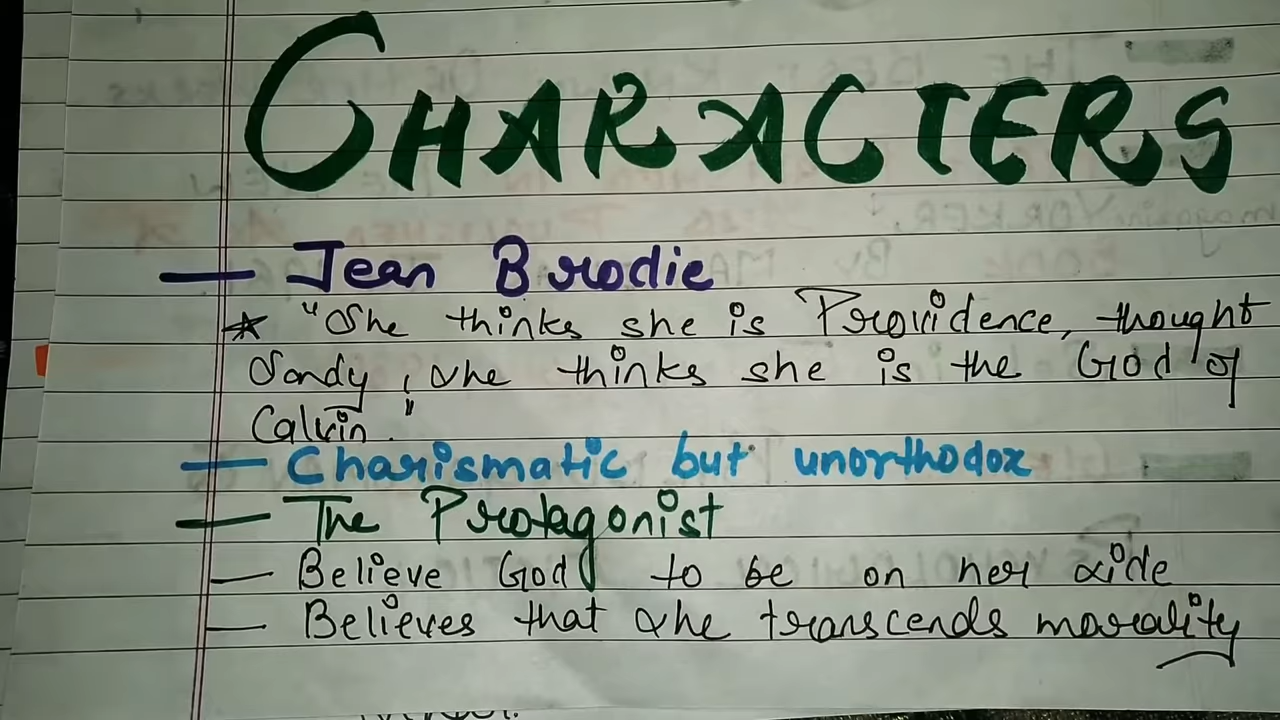 CHARACTERS
— Jean Brodie
* "She thinks she is Providence, thought
Sandy, she thinks she is the God of
Calvin."
— Charismatic but unorthodox
— The Protagonist
— Believe God to be on her side
— Believes that she transcends morality